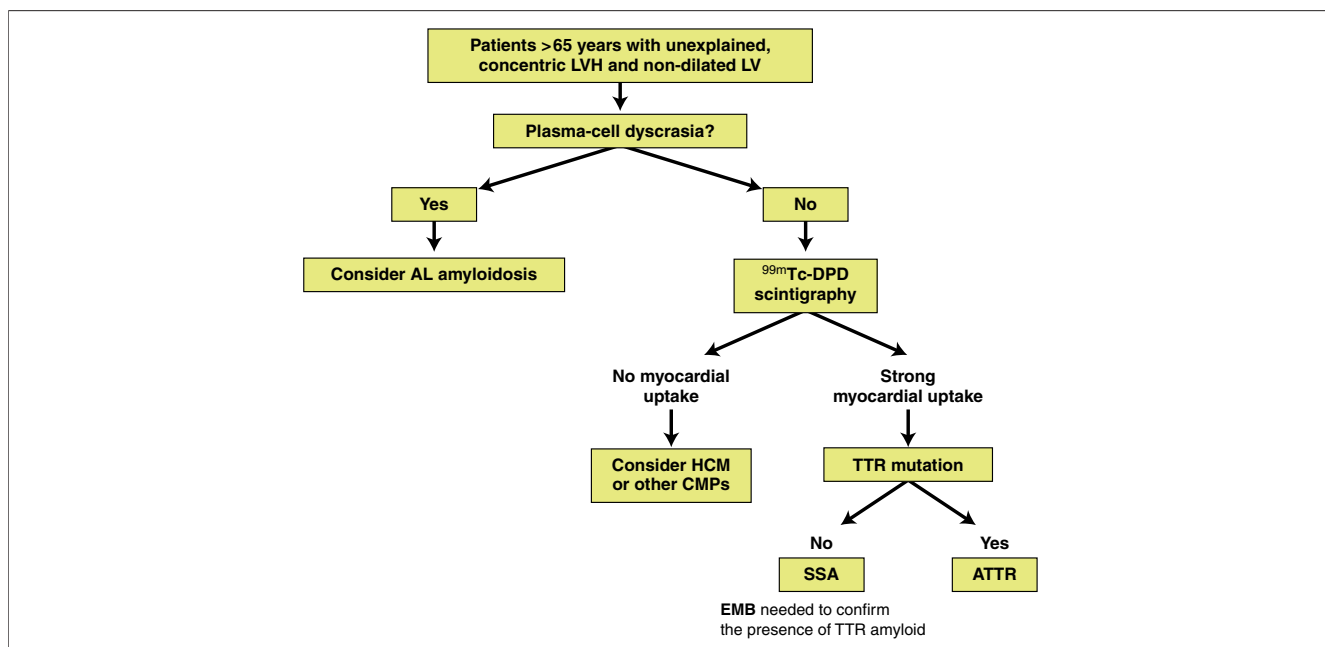 Patients >65 years with unexplained,
concentric LVH and non-dilated LV
Plasma-cell dyscrasia?
Yes
No
Consider AL amyloidosis
99mTc-DPD
scintigraphy
No myocardial
uptake
Strong
myocardial uptake
Consider HCM
or other CMPs
TTR mutation
No
Yes
SSA
ATTR
EMB needed to confirm
the presence of TTR amyloid